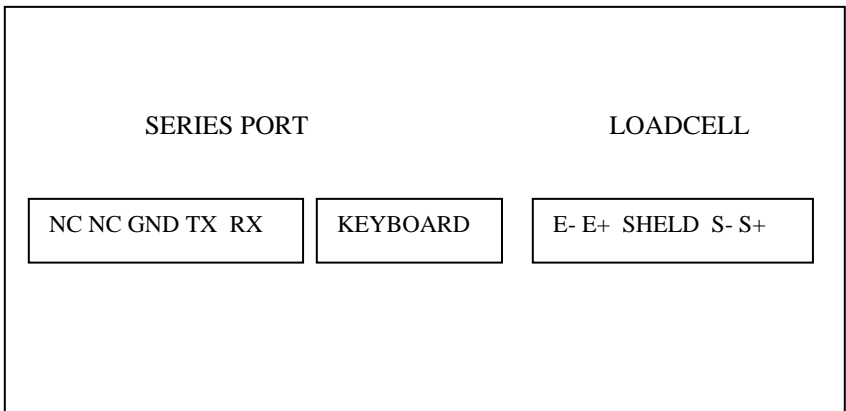 SERIES PORT LOADCELL
NC NC GND TX RX KEYBOARD E- E+ SHELD S- S+